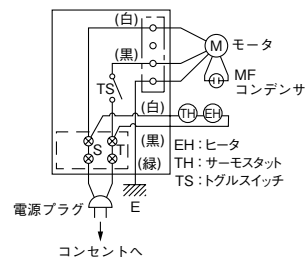 (白)
M モータ
(黒)
MF
コンデンサ
TS
(白)
TH EH
S T (黒)
(緑)
EH：ヒータ
TH：サーモスタット
TS：トグルスイッチ
E
電源プラグ
コンセントへ